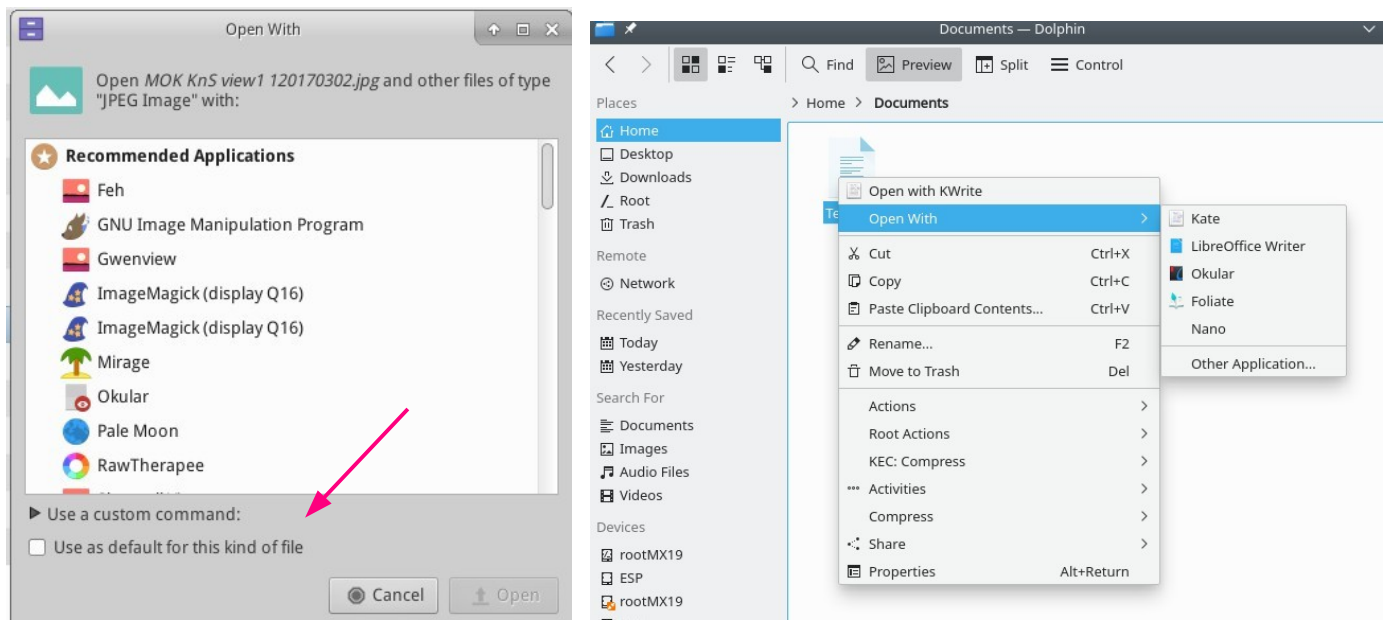 Open With
Open MOK KnS view1 120170302.jpg and other files of type
"JPEG Image" with:
Recommended Applications
Feh
GNU Image Manipulation Program
Gwenview
ImageMagick (display Q16)
ImageMagick (display Q16)
Mirage
Okular
Pale Moon
RawTherapee
Use a custom command:
Use as default for this kind of file
Cancel
Open
Documents — Dolphin
Find
Preview
Split
Control
Places
Home
Desktop
Downloads
Root
Trash
Remote
Network
Recently Saved
Today
Yesterday
Search For
Documents
Images
Audio Files
Videos
Devices
rootMX19
ESP
rootMX19
> Home > Documents
Te
Open with KWrite
Open With
Cut Ctrl+X
Copy Ctrl+C
Paste Clipboard Contents... Ctrl+V
Rename... F2
Move to Trash Del
Actions
Root Actions
KEC: Compress
Activities
Compress
Share
Properties Alt+Return
Kate
LibreOffice Writer
Okular
Foliate
Nano
Other Application...